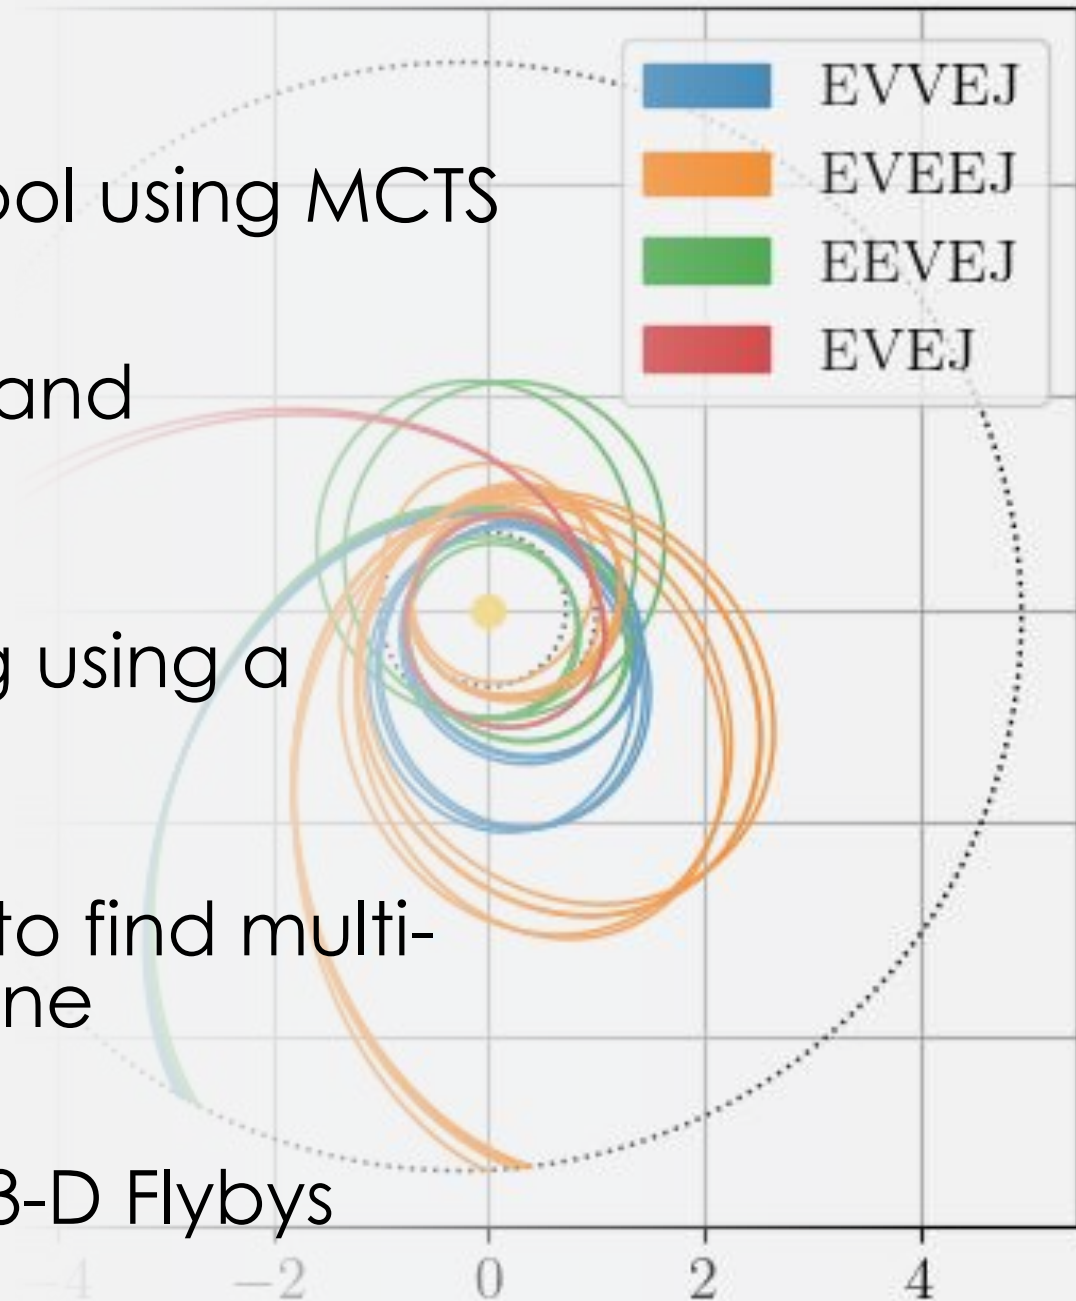 EVVEJ
EVEEJ
EEVEJ
EVEJ
ool using MCTS
and
g using a
to find multi-
ne
3-D Flybys
−4 −2 0 2 4